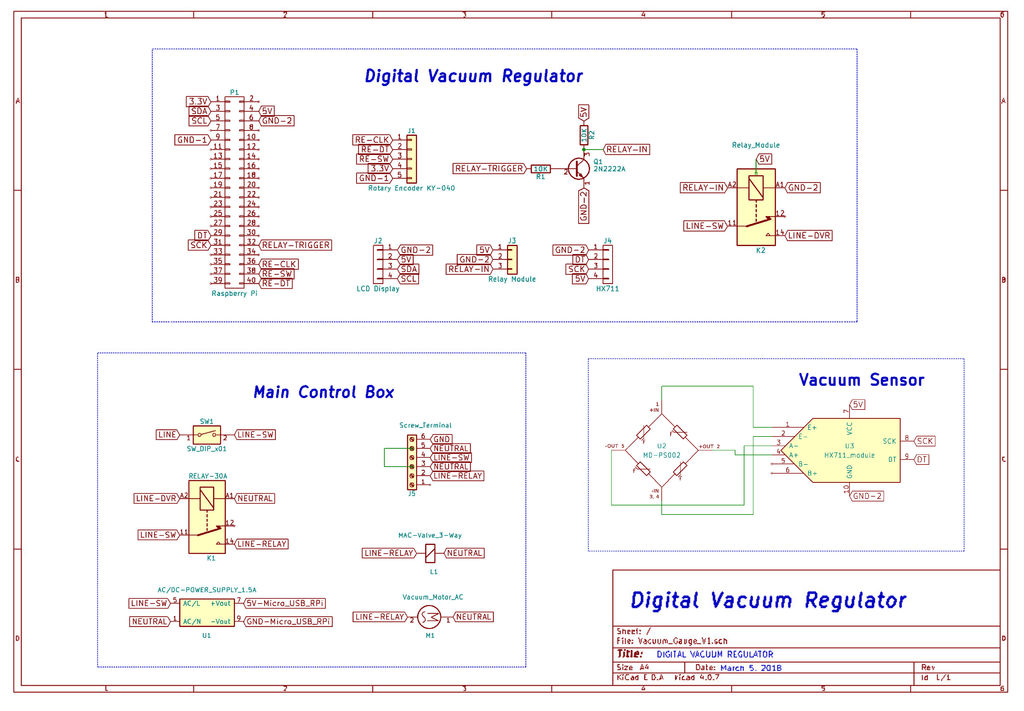 1 2 3 4 5 6
A A
B B
C C
D D
1 2 3 4 5 6
Digital Vacuum Regulator
P1
3.3V 1 2
SDA 3 4 5V
SCL 5 6 GND-2
7 8
GND-1 9 10
11 12
13 14
15 16
17 18
19 20
21 22
23 24
25 26
27 28
DT 29 30
SCK 31 32 RELAY-TRIGGER
33 34
35 36 RE-CLK
37 38 RE-SW
39 40 RE-DT
Raspberry Pi
J1
RE-CLK 1
RE-DT 2
RE-SW 3
3.3V 4
GND-1 5
Rotary Encoder KY-040
5V
10K R2
RELAY-IN
RELAY-TRIGGER 10K 2 3 1
R1
Q1
2N2222A
GND-2
Relay_Module
5V
RELAY-IN A2 A1 GND-2
12
LINE-SW 11
14 LINE-DVR
K2
J2
1 GND-2
2 5V
3 SDA
4 SCL
LCD Display
J3
5V 1
GND-2 2
RELAY-IN 3
Relay Module
J4
GND-2 1
DT 2
SCK 3
5V 4
HX711
Main Control Box
SW1
LINE 1 2 LINE-SW
SW_DIP_x01
RELAY-30A
LINE-DVR A2 A1 NEUTRAL
12
LINE-SW 11
14 LINE-RELAY
K1
AC/DC-POWER_SUPPLY_1.5A
LINE-SW 5 AC/L +Vout 7 5V-Micro_USB_RPi
NEUTRAL 1 AC/N -Vout 9 GND-Micro_USB_RPi
U1
Screw_Terminal
6 GND
5 NEUTRAL
4 LINE-SW
3 NEUTRAL
2 LINE-RELAY
1
J5
MAC-Valve_3-Way
LINE-RELAY NEUTRAL
L1
Vacuum_Motor_AC
LINE-RELAY 2 M 1 NEUTRAL
M1
Vacuum Sensor
1
+IN
-OUT 5
U2
MD-PS002
+OUT 2
-IN
3, 4
5V
7
VCC
1 E+
2 E-
3 A-
4 A+
5 B-
6 B+
U3
HX711_module
SCK 8 SCK
DT 9 DT
GND
10
GND-2
Digital Vacuum Regulator
Sheet: /
File: Vacuum_Gauge_V1.sch
Title: DIGITAL VACUUM REGULATOR
Size A4 Date: March 5, 2018 Rev
KiCad E.D.A kicad 4.0.7 Id 1/1